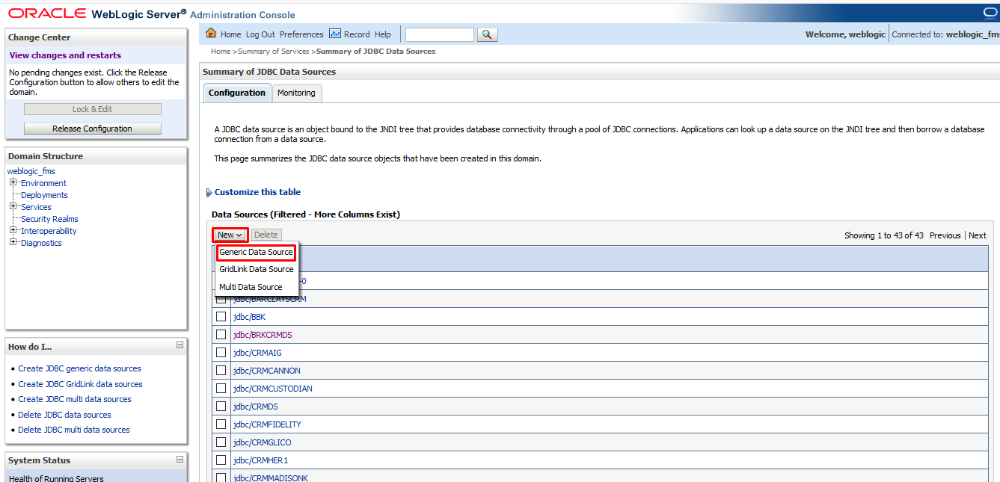 ORACLE WebLogic Server® Administration Console
Change Center
View changes and restarts
No pending changes exist. Click the Release
Configuration button to allow others to edit the
domain.
Lock & Edit
Release Configuration
Domain Structure
weblogic_fms
Environment
Deployments
Services
Security Realms
Interoperability
Diagnostics
How do I...
Create JDBC generic data sources
Create JDBC GridLink data sources
Create JDBC multi data sources
Delete JDBC data sources
Delete JDBC multi data sources
System Status
Health of Running Servers
Home Log Out Preferences Record Help
Welcome, weblogic Connected to: weblogic_fms
Home >Summary of Services >Summary of JDBC Data Sources
Summary of JDBC Data Sources
Configuration Monitoring
A JDBC data source is an object bound to the JNDI tree that provides database connectivity through a pool of JDBC connections. Applications can look up a data source on the JNDI tree and then borrow a database
connection from a data source.
This page summarizes the JDBC data source objects that have been created in this domain.
Customize this table
Data Sources (Filtered - More Columns Exist)
New Delete
Showing 1 to 43 of 43 Previous | Next
Generic Data Source
GridLink Data Source
Multi Data Source
-0
jdbc/BARCLAYSCRM
jdbc/BBK
jdbc/BRKCRMDS
jdbc/CRMAIG
jdbc/CRMCANNON
jdbc/CRMCUSTODIAN
jdbc/CRMDS
jdbc/CRMFIDELITY
jdbc/CRMGLICO
jdbc/CRMHER1
jdbc/CRMMADISONK